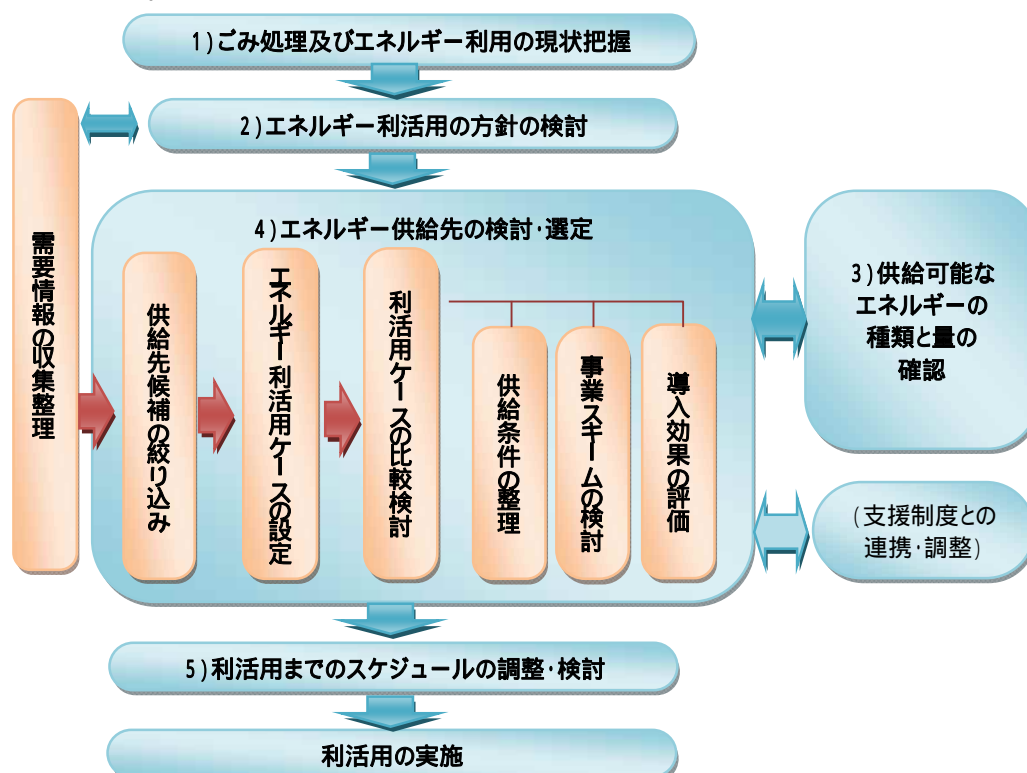 1)ごみ処理及びエネルギー利用の現状把握
2)エネルギー利活用の方針の検討
需要情報の収集整理
4)エネルギー供給先の検討・選定
供給先候補の絞り込み
エネルギー利活用ケースの設定
利活用ケースの比較検討
供給条件の整理
事業スキームの検討
導入効果の評価
3)供給可能な
エネルギーの
種類と量の
確認
(支援制度との
連携・調整)
5)利活用までのスケジュールの調整・検討
利活用の実施